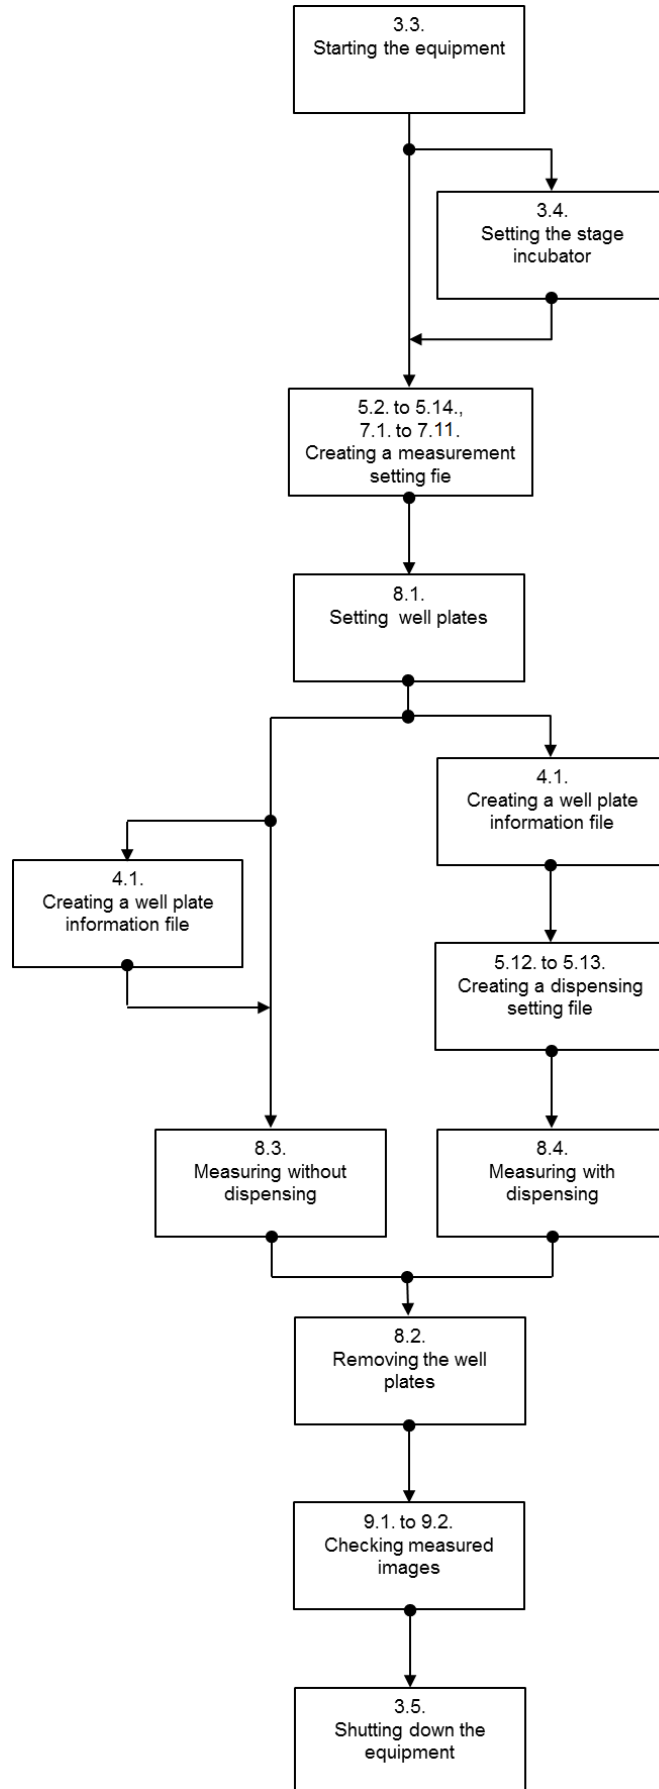 3.3.
Starting the equipment
3.4.
Setting the stage
incubator
5.2. to 5.14.,
7.1. to 7.11.
Creating a measurement
setting fie
8.1.
Setting  well plates
4.1.
Creating a well plate
information file
4.1.
Creating a well plate
information file
5.12. to 5.13.
Creating a dispensing
setting file
8.3.
Measuring without
dispensing
8.4.
Measuring with
dispensing
8.2.
Removing the well
plates
9.1. to 9.2.
Checking measured
images
3.5.
Shutting down the
equipment